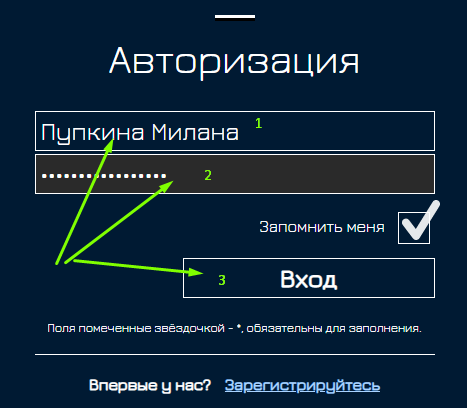 Авторизация
Пупкина Милана 1
•••••••••••••••• 2
Запомнить меня
3 Вход
Поля помеченные звёздочкой - *, обязательны для заполнения.
Впервые у нас? Зарегистрируйтесь